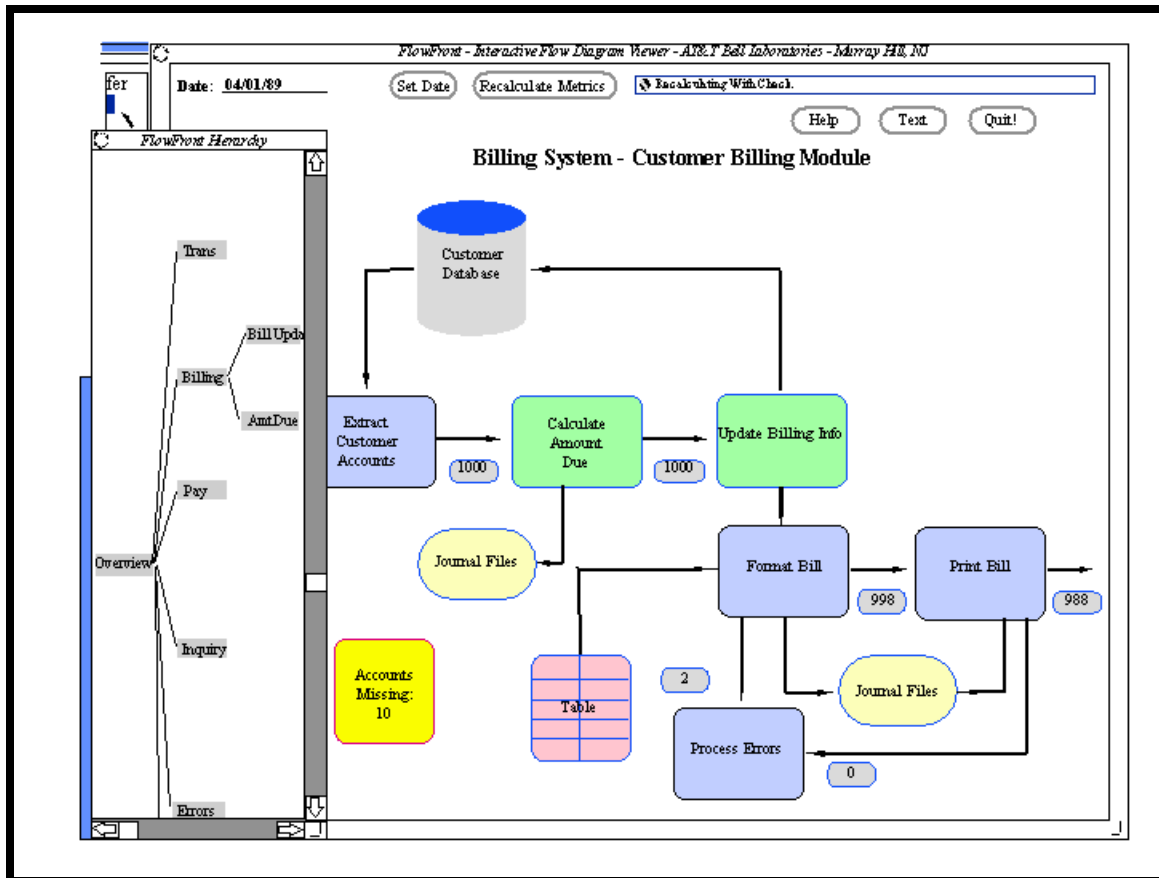 FlowFront - Interactive Flow Diagram Viewer - AT&T Bell Laboratories - Murray Hill, NJ
fer
Date: 04/01/89
Set Date
Recalculate Metrics
Recalculating With Check.
Help
Text
Quit!
FlowFront Hierarchy
Billing System - Customer Billing Module
Trans
Bill Upda
Billing
Amt.Due
Pay
Overview
Inquiry
Errors
Customer
Database
Extract
Customer
Accounts
1000
Calculate
Amount
Due
1000
Update Billing Info
Journal Files
Format Bill
998
Print Bill
988
Accounts
Missing:
10
Table
2
Journal Files
Process Errors
0